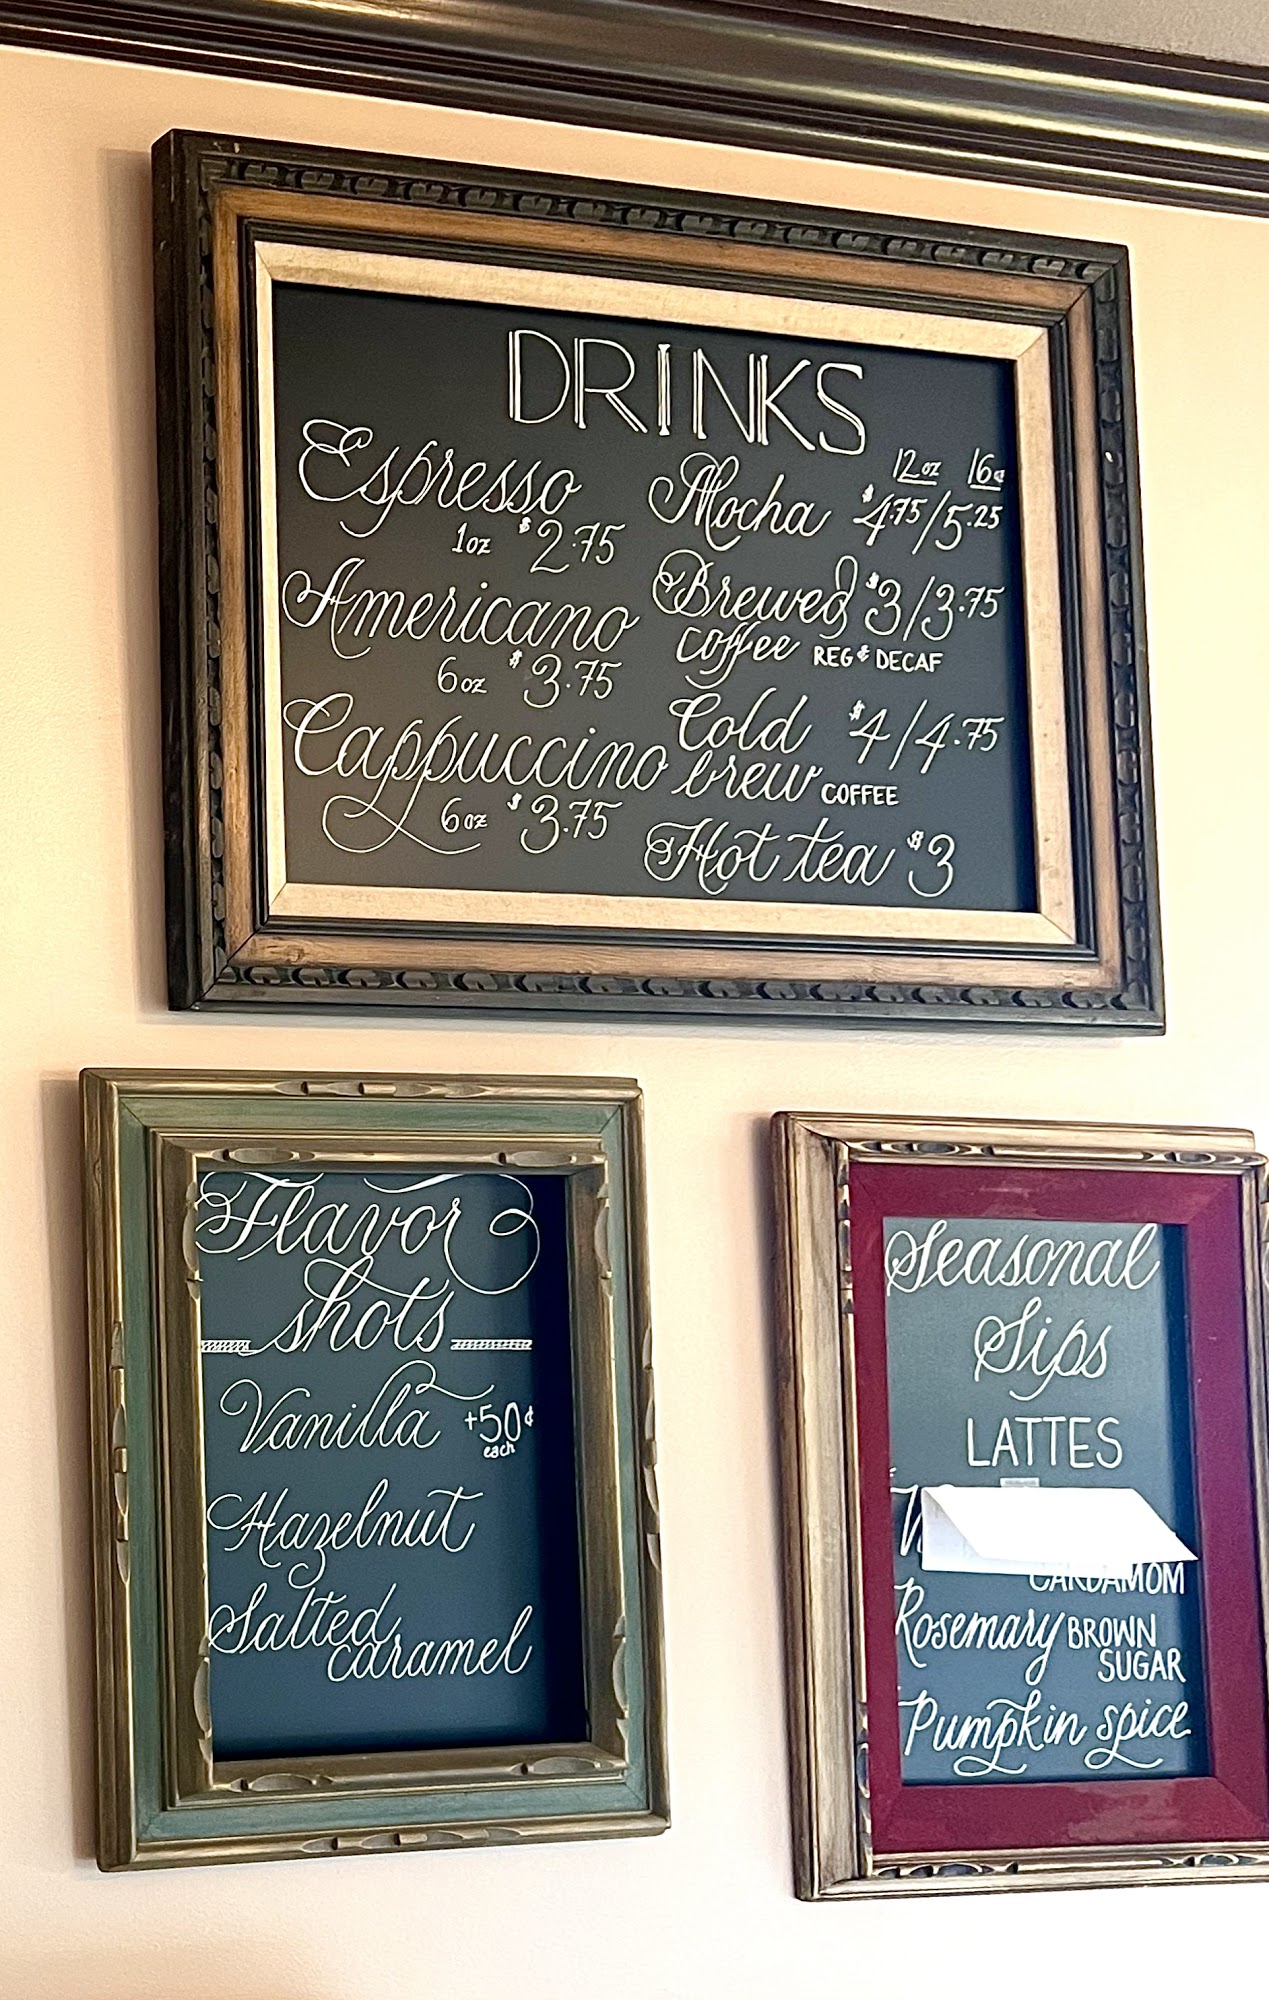 DRINKS
Espresso
1oz $2.75
Americano
6oz $3.75
Cappuccino
6oz $3.75
12oz 16oz
Mocha $4.75/5.25
Brewed $3/3.75
coffee REG & DECAF
Cold $4/4.75
brew COFFEE
Hot tea $3
Flavor
shots
Vanilla +50¢
each
Hazelnut
Salted
caramel
Seasonal
Sips
LATTES
CARDAMOM
Rosemary BROWN
SUGAR
Pumpkin spice